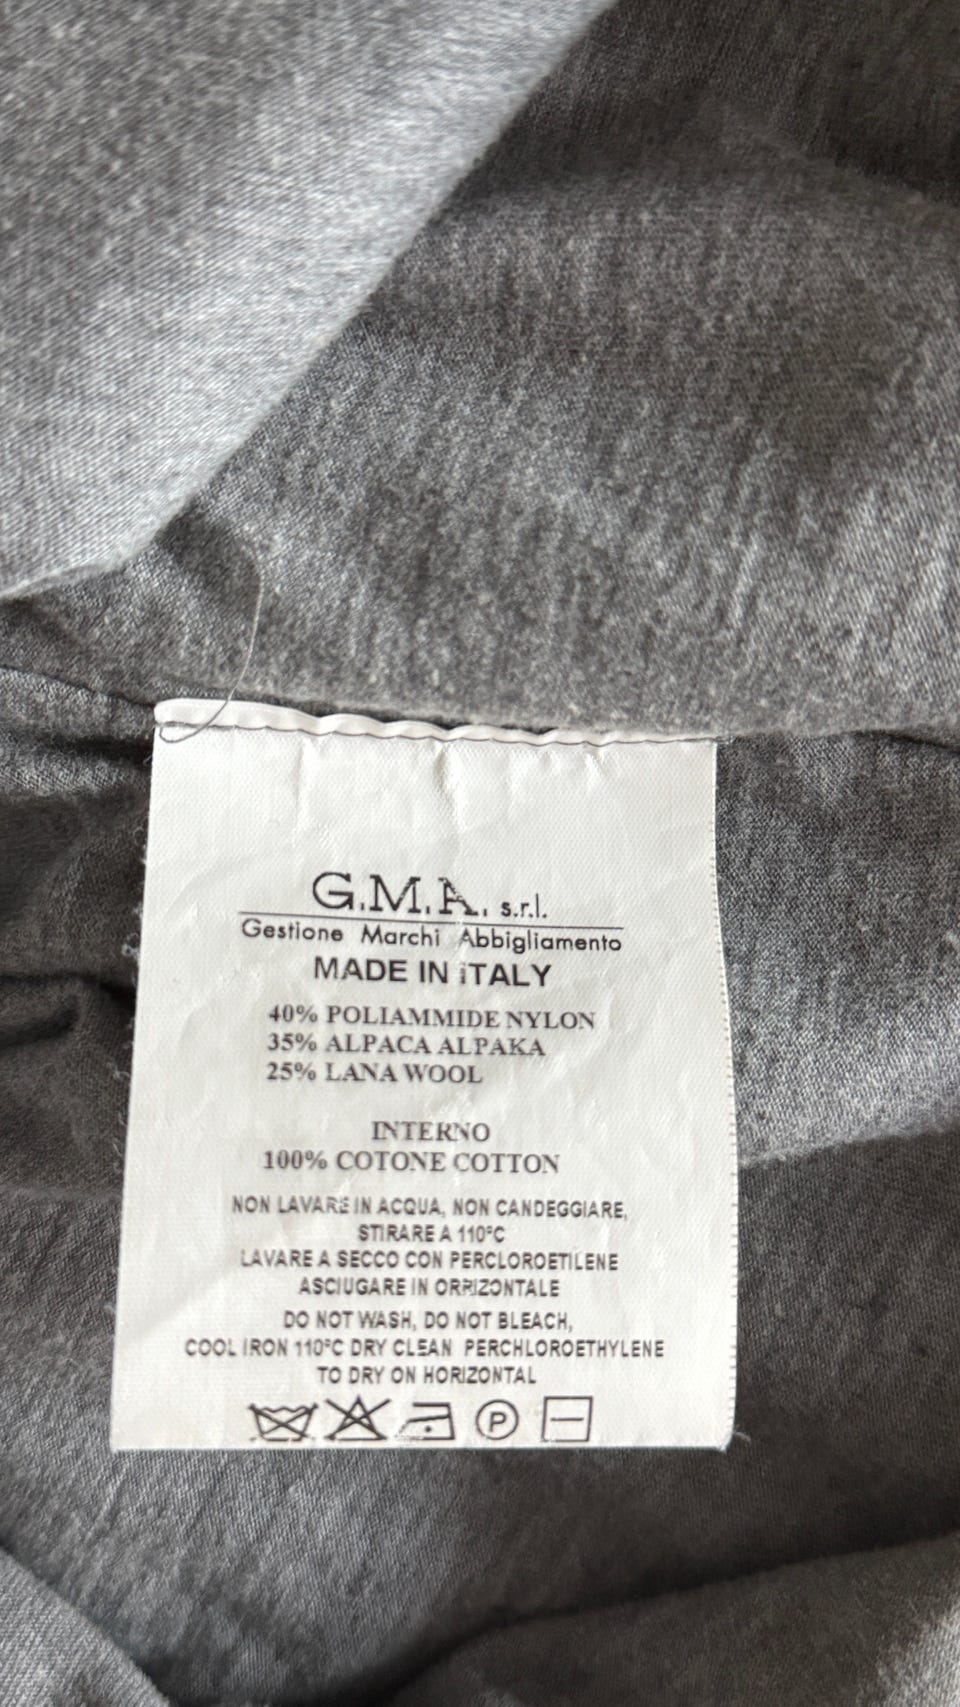 G.M.A. s.r.l.
Gestione Marchi Abbigliamento
MADE IN ITALY
40% POLIAMMIDE NYLON
35% ALPACA ALPAKA
25% LANA WOOL
INTERNO
100% COTONE COTTON
NON LAVARE IN ACQUA, NON CANDEGGIARE,
STIRARE A 110°C
LAVARE A SECCO CON PERCLOROETILENE
ASCIUGARE IN ORRIZONTALE
DO NOT WASH, DO NOT BLEACH,
COOL IRON 110°C DRY CLEAN PERCHLOROETHYLENE
TO DRY ON HORIZONTAL
P